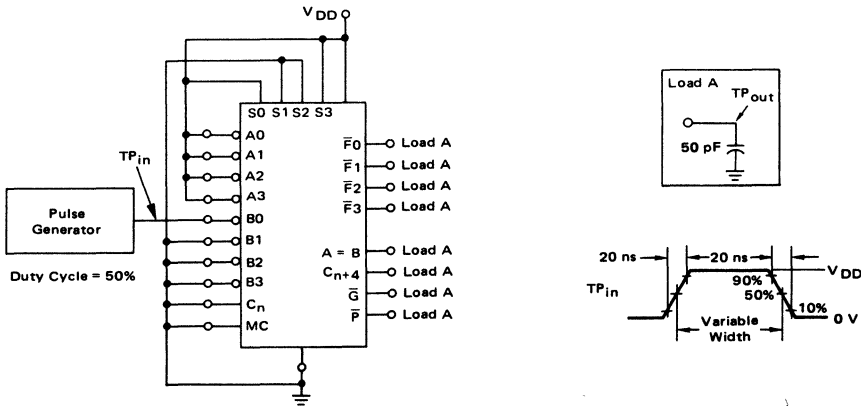 V DD
S0 S1 S2 S3
A0
A1
A2
A3
B0
B1
B2
B3
Cn
MC
TPin
Pulse
Generator
Duty Cycle = 50%
F̅0 Load A
F̅1 Load A
F̅2 Load A
F̅3 Load A
A = B Load A
Cn+4 Load A
G̅ Load A
P̅ Load A
Load A
TPout
50 pF
20 ns 20 ns
TPin
90%
50%
10%
V DD
0 V
Variable
Width